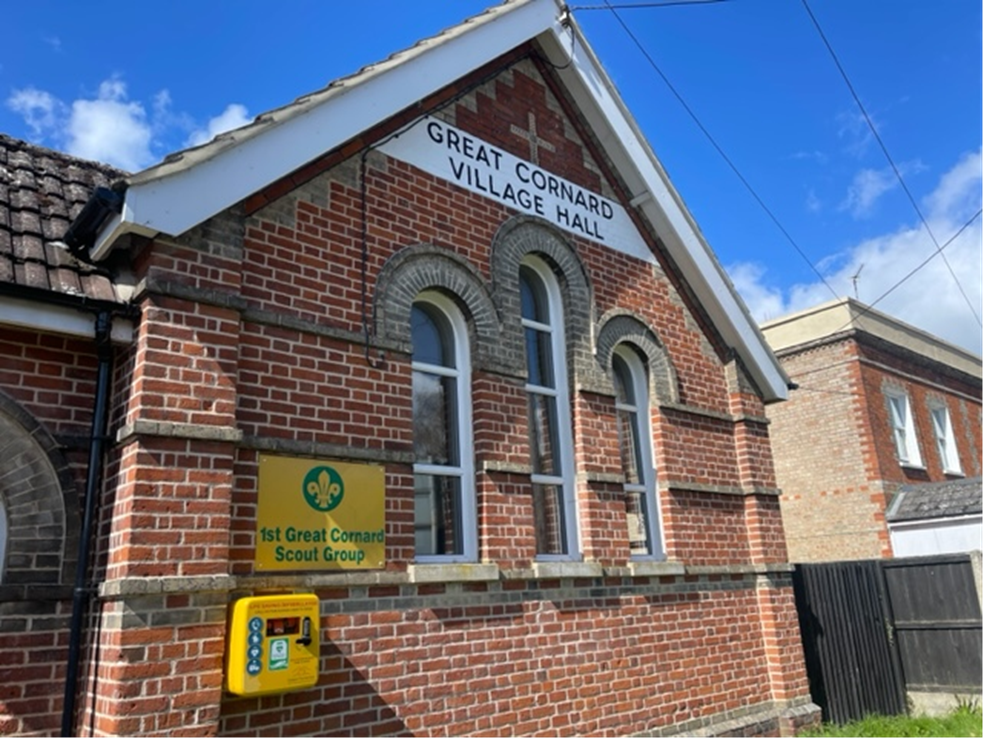 GREAT CORNARD
VILLAGE HALL
1st Great Cornard
Scout Group